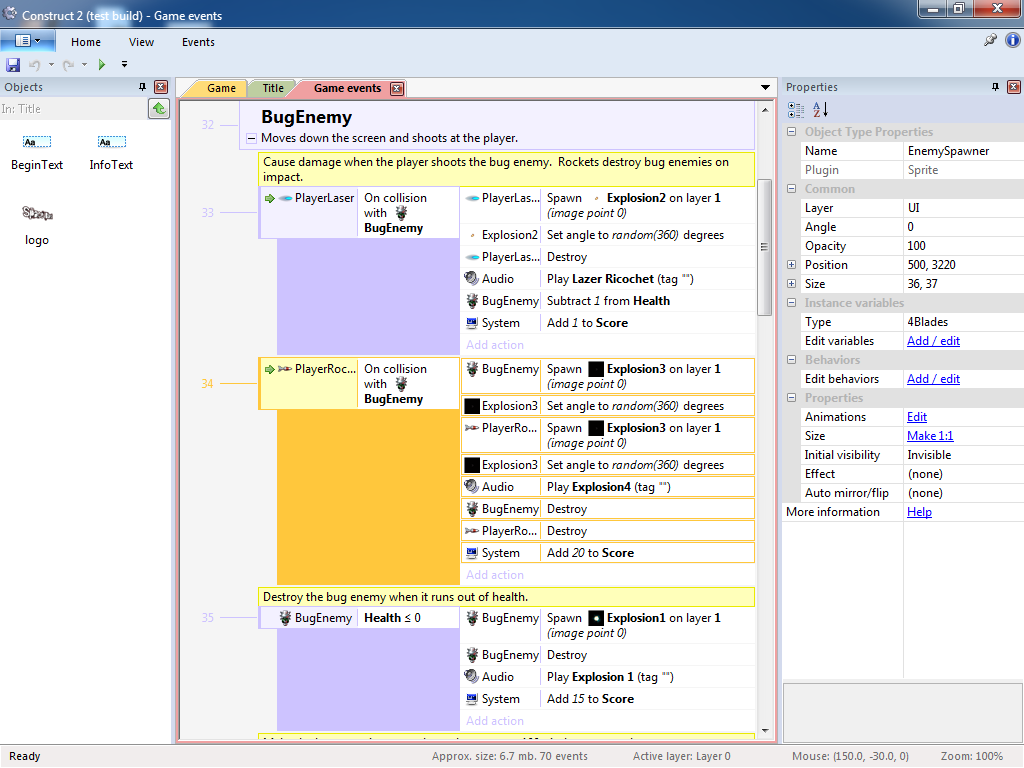 Construct 2 (test build) - Game events
Home View Events
Objects
In: Title
Aa Aa
BeginText InfoText
logo
Game Title Game events
32
BugEnemy
Moves down the screen and shoots at the player.
Cause damage when the player shoots the bug enemy. Rockets destroy bug enemies on
impact.
33
PlayerLaser
On collision
with
BugEnemy
PlayerLas... Spawn Explosion2 on layer 1
(image point 0)
Explosion2 Set angle to random(360) degrees
PlayerLas... Destroy
Audio Play Lazer Ricochet (tag "")
BugEnemy Subtract 1 from Health
System Add 1 to Score
Add action
34
PlayerRoc...
On collision
with
BugEnemy
BugEnemy Spawn Explosion3 on layer 1
(image point 0)
Explosion3 Set angle to random(360) degrees
PlayerRo... Spawn Explosion3 on layer 1
(image point 0)
Explosion3 Set angle to random(360) degrees
Audio Play Explosion4 (tag "")
BugEnemy Destroy
PlayerRo... Destroy
System Add 20 to Score
Add action
Destroy the bug enemy when it runs out of health.
35
BugEnemy Health ≤ 0
BugEnemy Spawn Explosion1 on layer 1
(image point 0)
BugEnemy Destroy
Audio Play Explosion 1 (tag "")
System Add 15 to Score
Add action
Properties
Object Type Properties
Name EnemySpawner
Plugin Sprite
Common
Layer UI
Angle 0
Opacity 100
Position 500, 3220
Size 36, 37
Instance variables
Type 4Blades
Edit variables Add / edit
Behaviors
Edit behaviors Add / edit
Properties
Animations Edit
Size Make 1:1
Initial visibility Invisible
Effect (none)
Auto mirror/flip (none)
More information Help
Ready
Approx. size: 6.7 mb. 70 events
Active layer: Layer 0
Mouse: (150.0, -30.0, 0)
Zoom: 100%